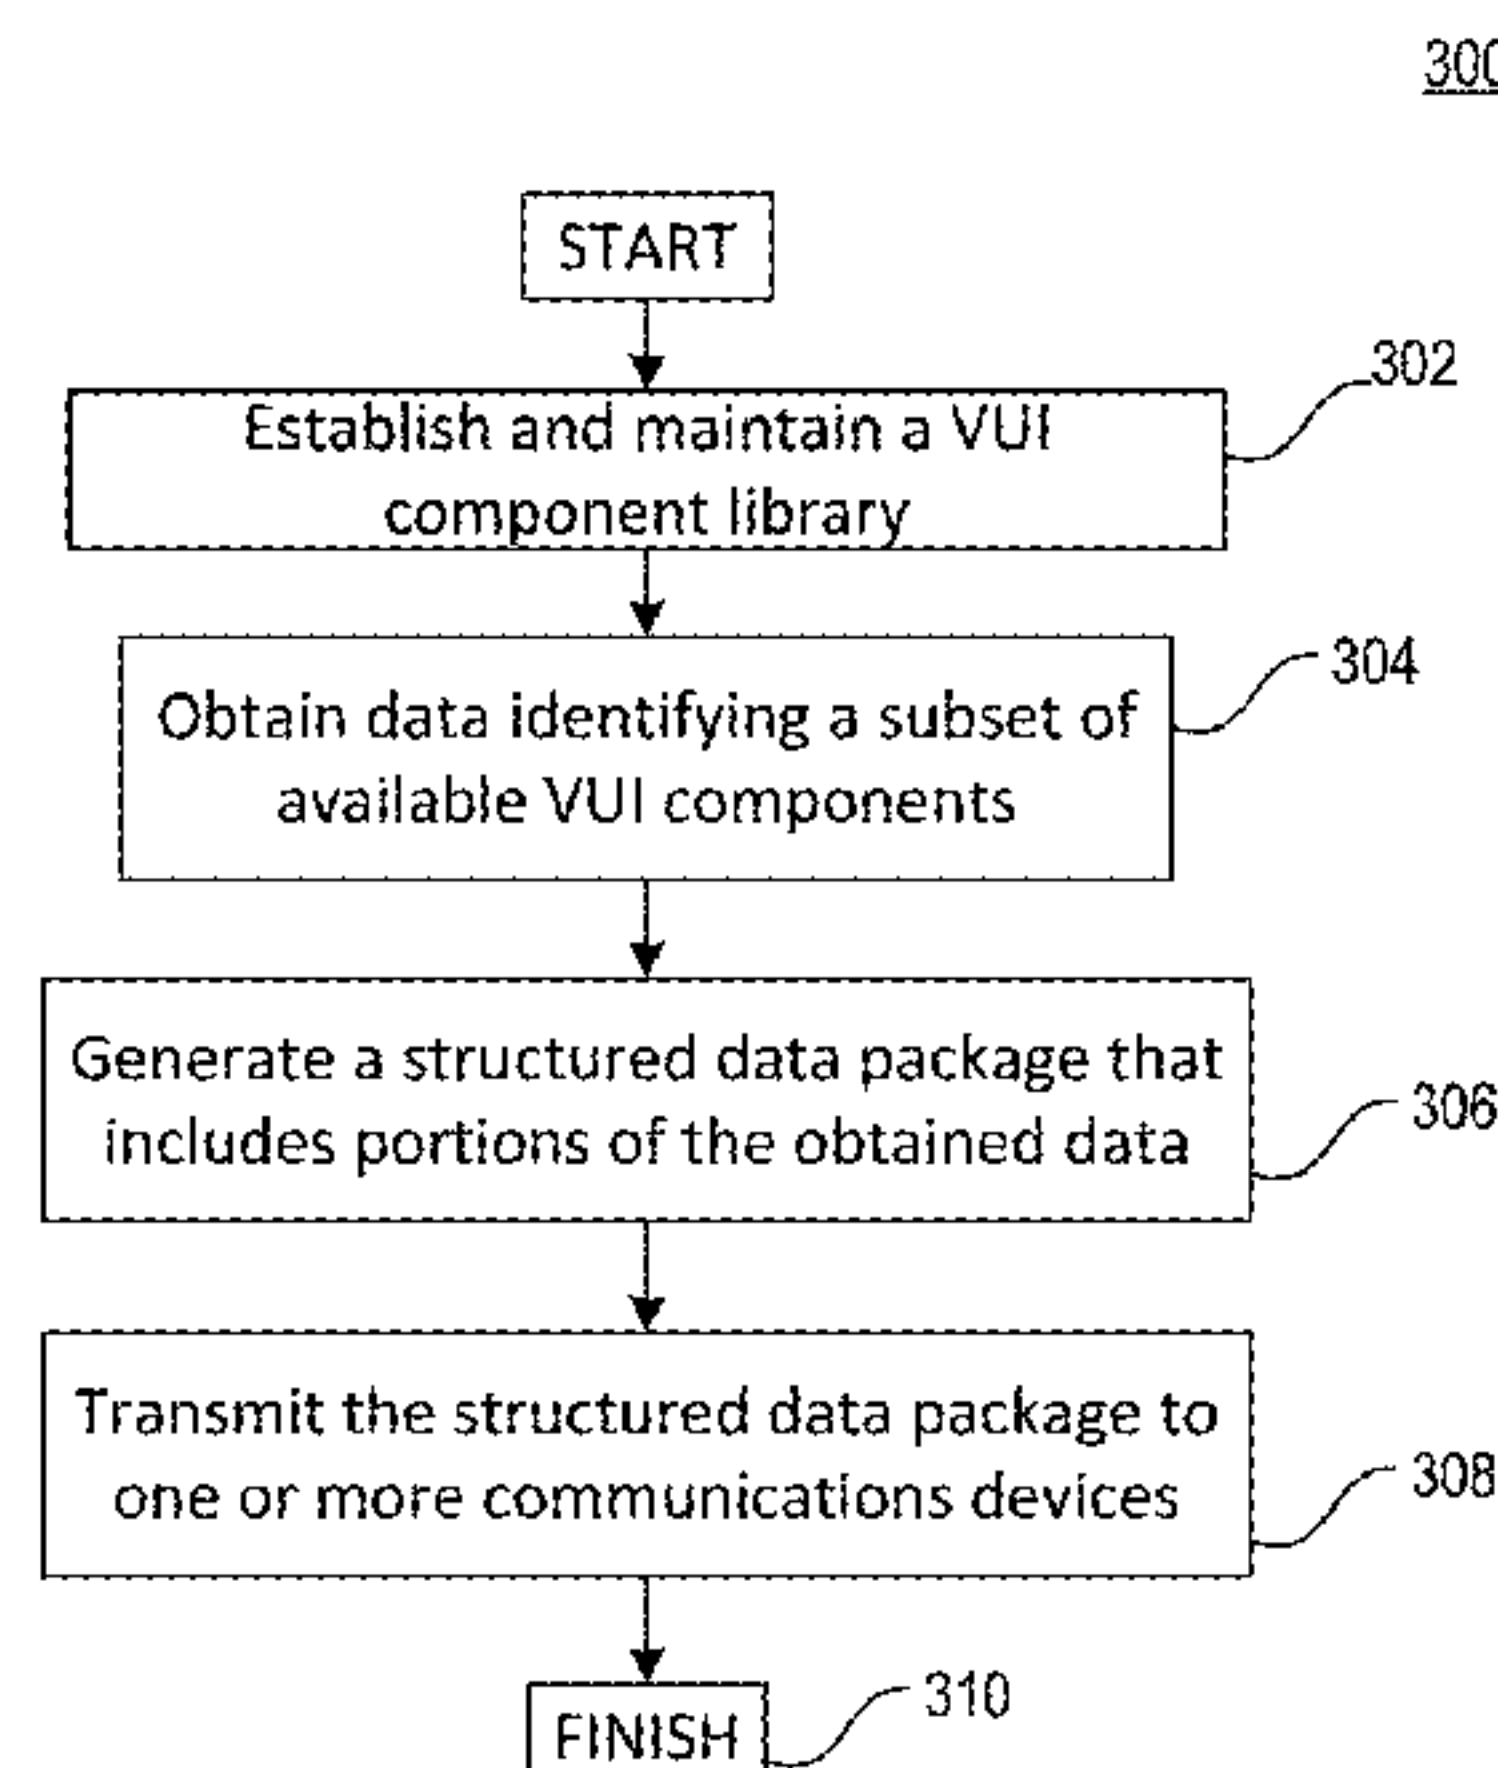 300
START
302
Establish and maintain a VUI
component library
304
Obtain data identifying a subset of
available VUI components
Generate a structured data package that
includes portions of the obtained data
306
Transmit the structured data package to
one or more communications devices
308
310
FINISH